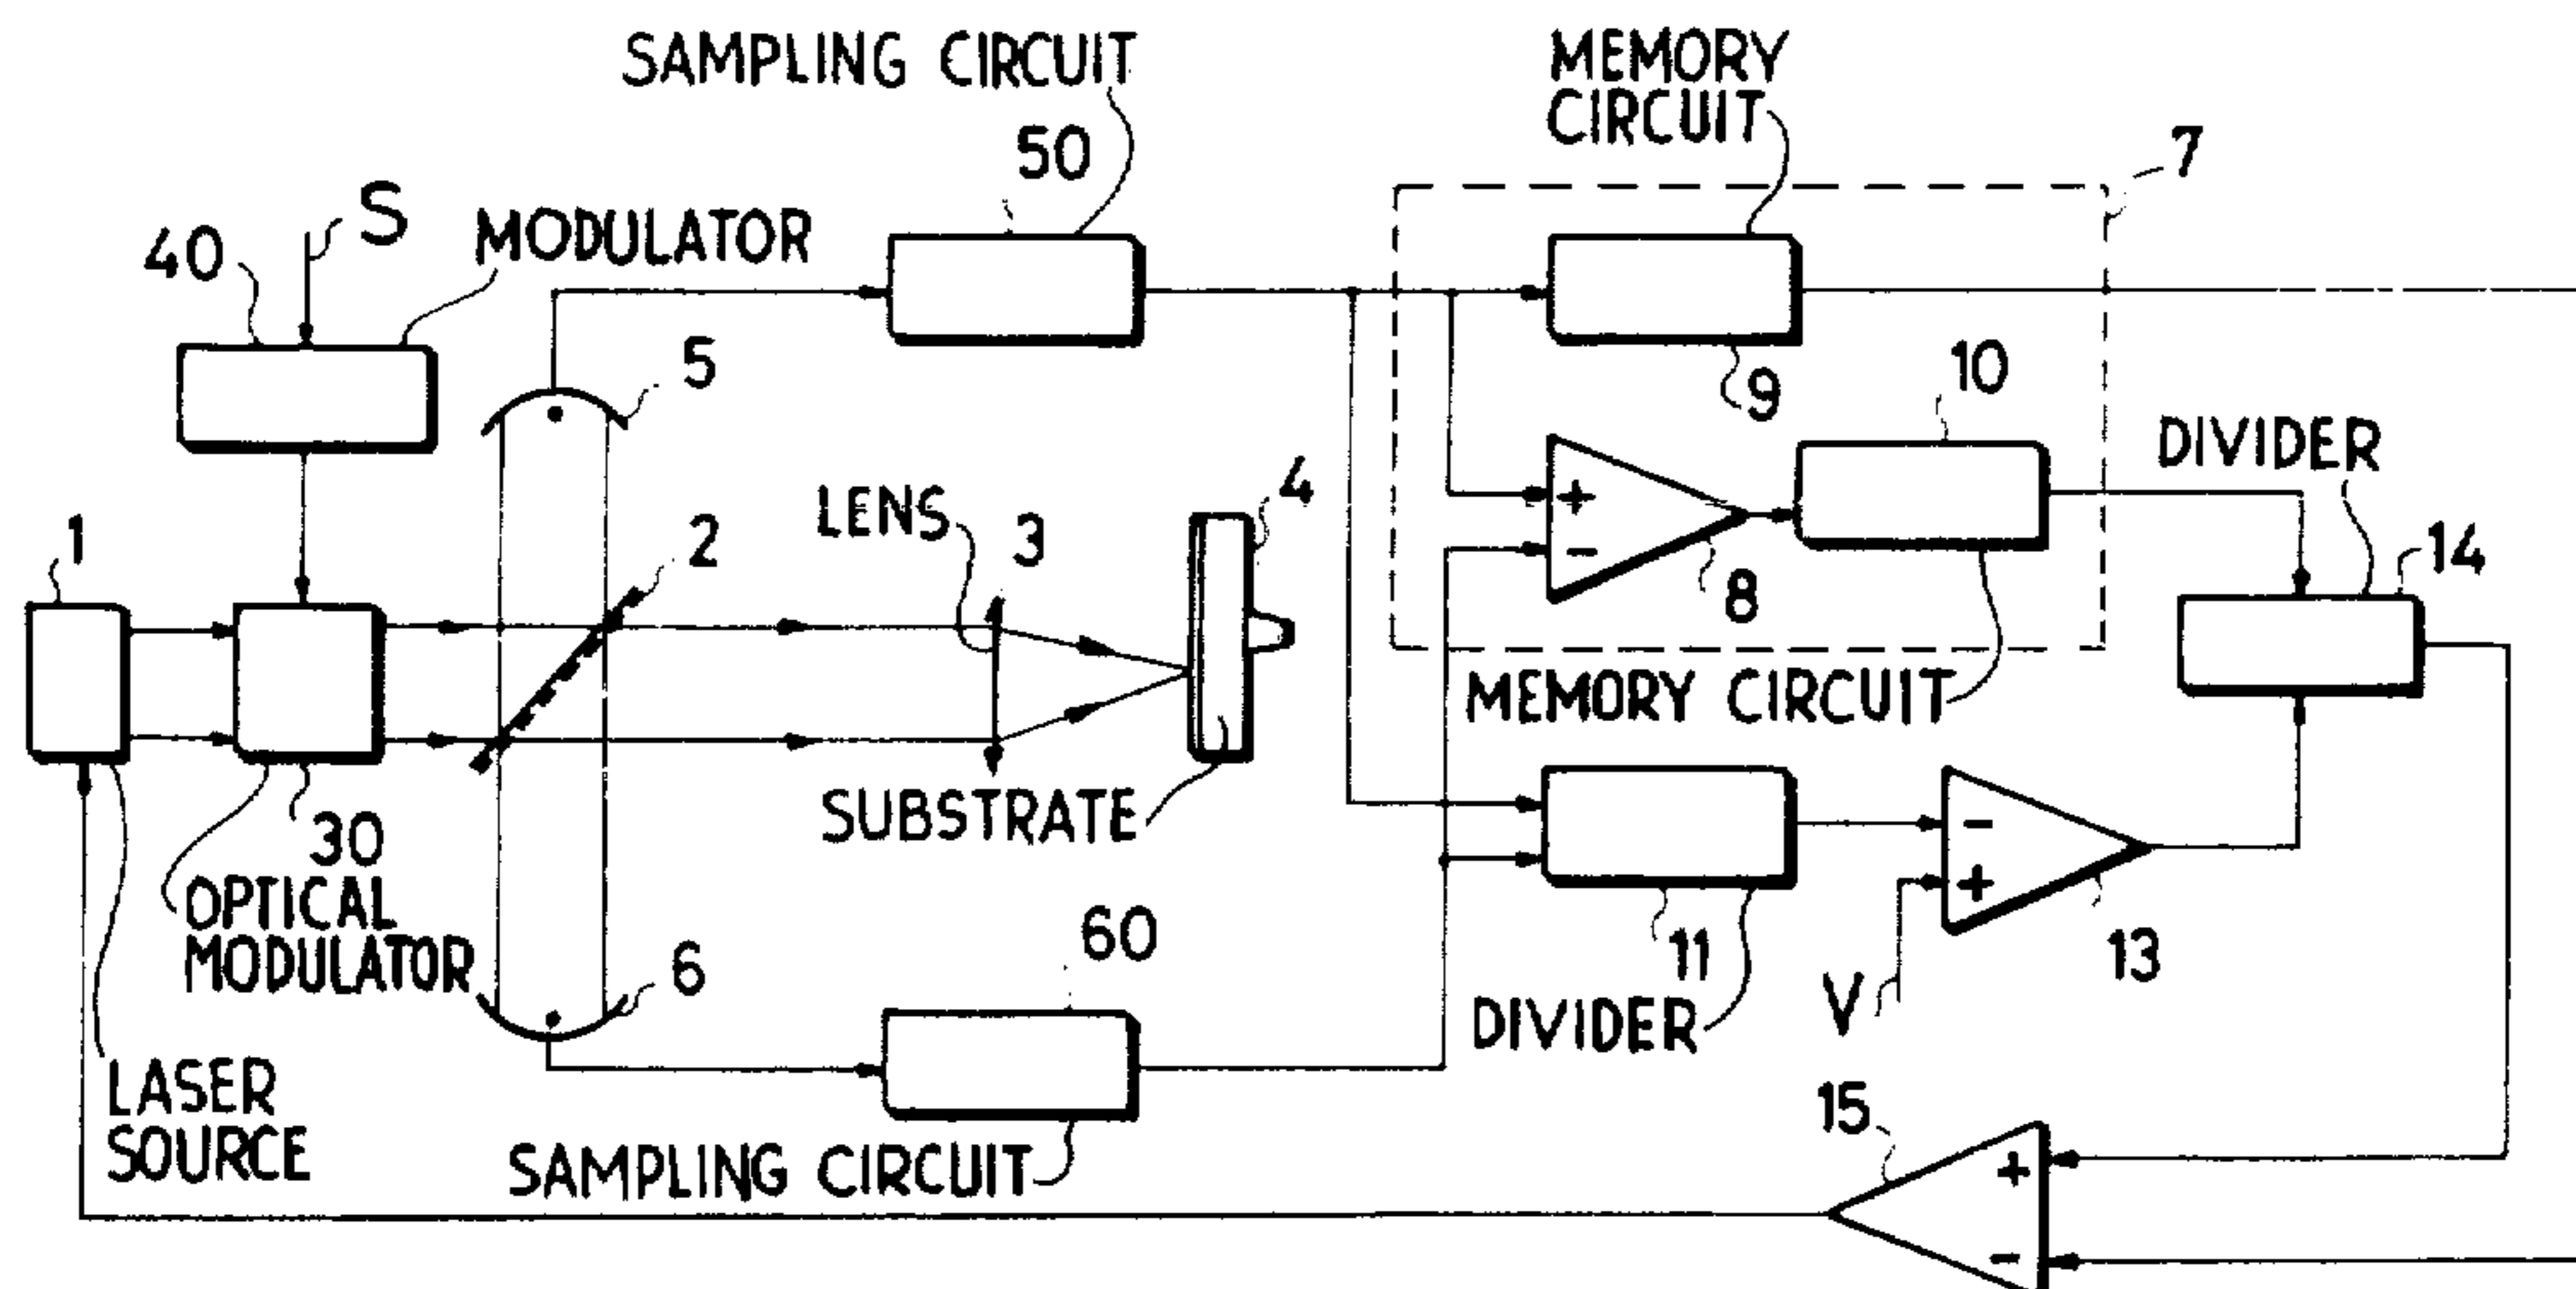 SAMPLING CIRCUIT
MEMORY
CIRCUIT
50
7
S
40
MODULATOR
5
9
10
DIVIDER
LENS
3
4
1
2
+
-
8
14
MEMORY CIRCUIT
SUBSTRATE
30
OPTICAL
MODULATOR
-
+
60
11
13
6
V
DIVIDER
LASER
SOURCE
15
SAMPLING CIRCUIT
+
-